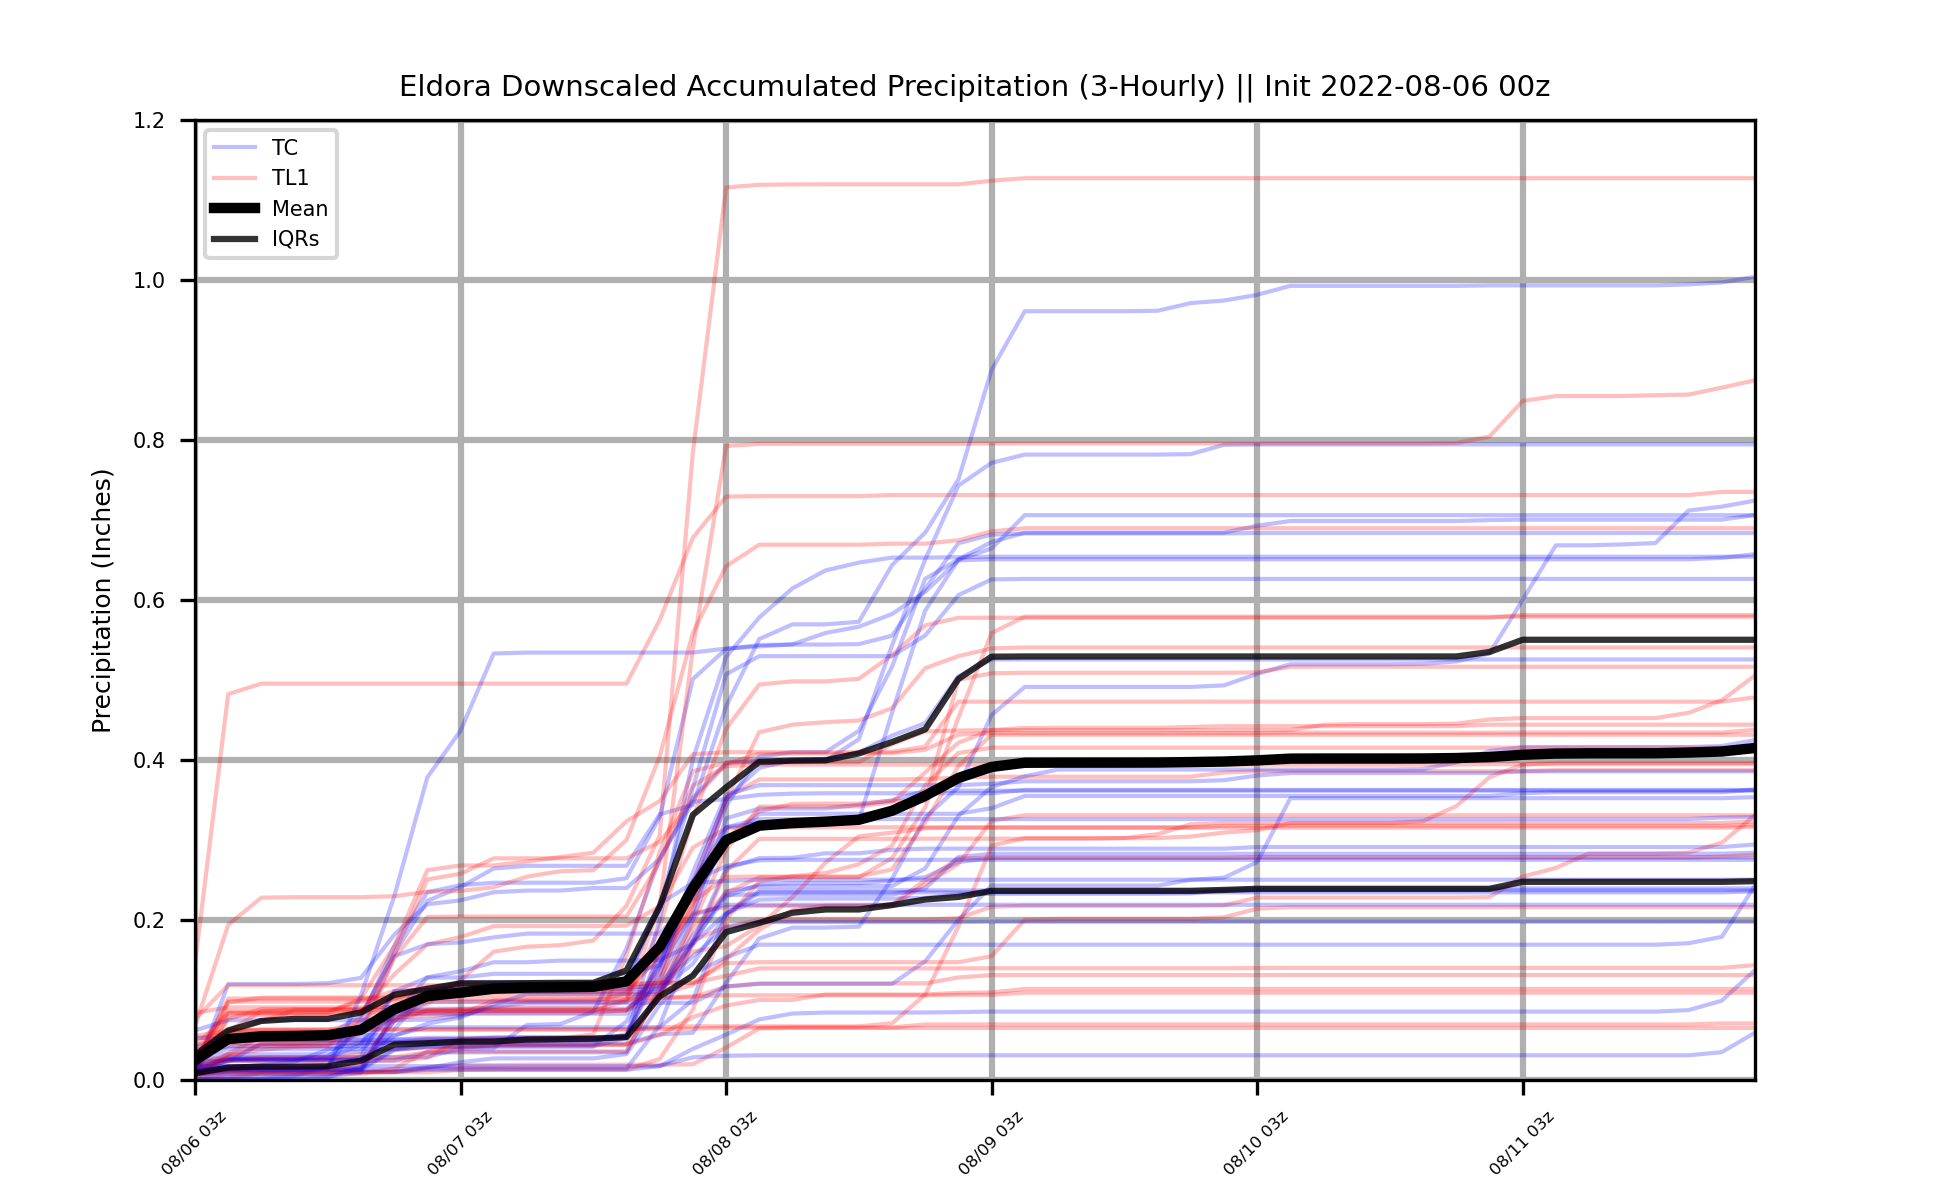 Eldora Downscaled Accumulated Precipitation (3-Hourly) || Init 2022-08-06 00z
TC
TL1
Mean
IQRs
Precipitation (Inches)
1.2
1.0
0.8
0.6
0.4
0.2
0.0
08/06 03z
08/07 03z
08/08 03z
08/09 03z
08/10 03z
08/11 03z